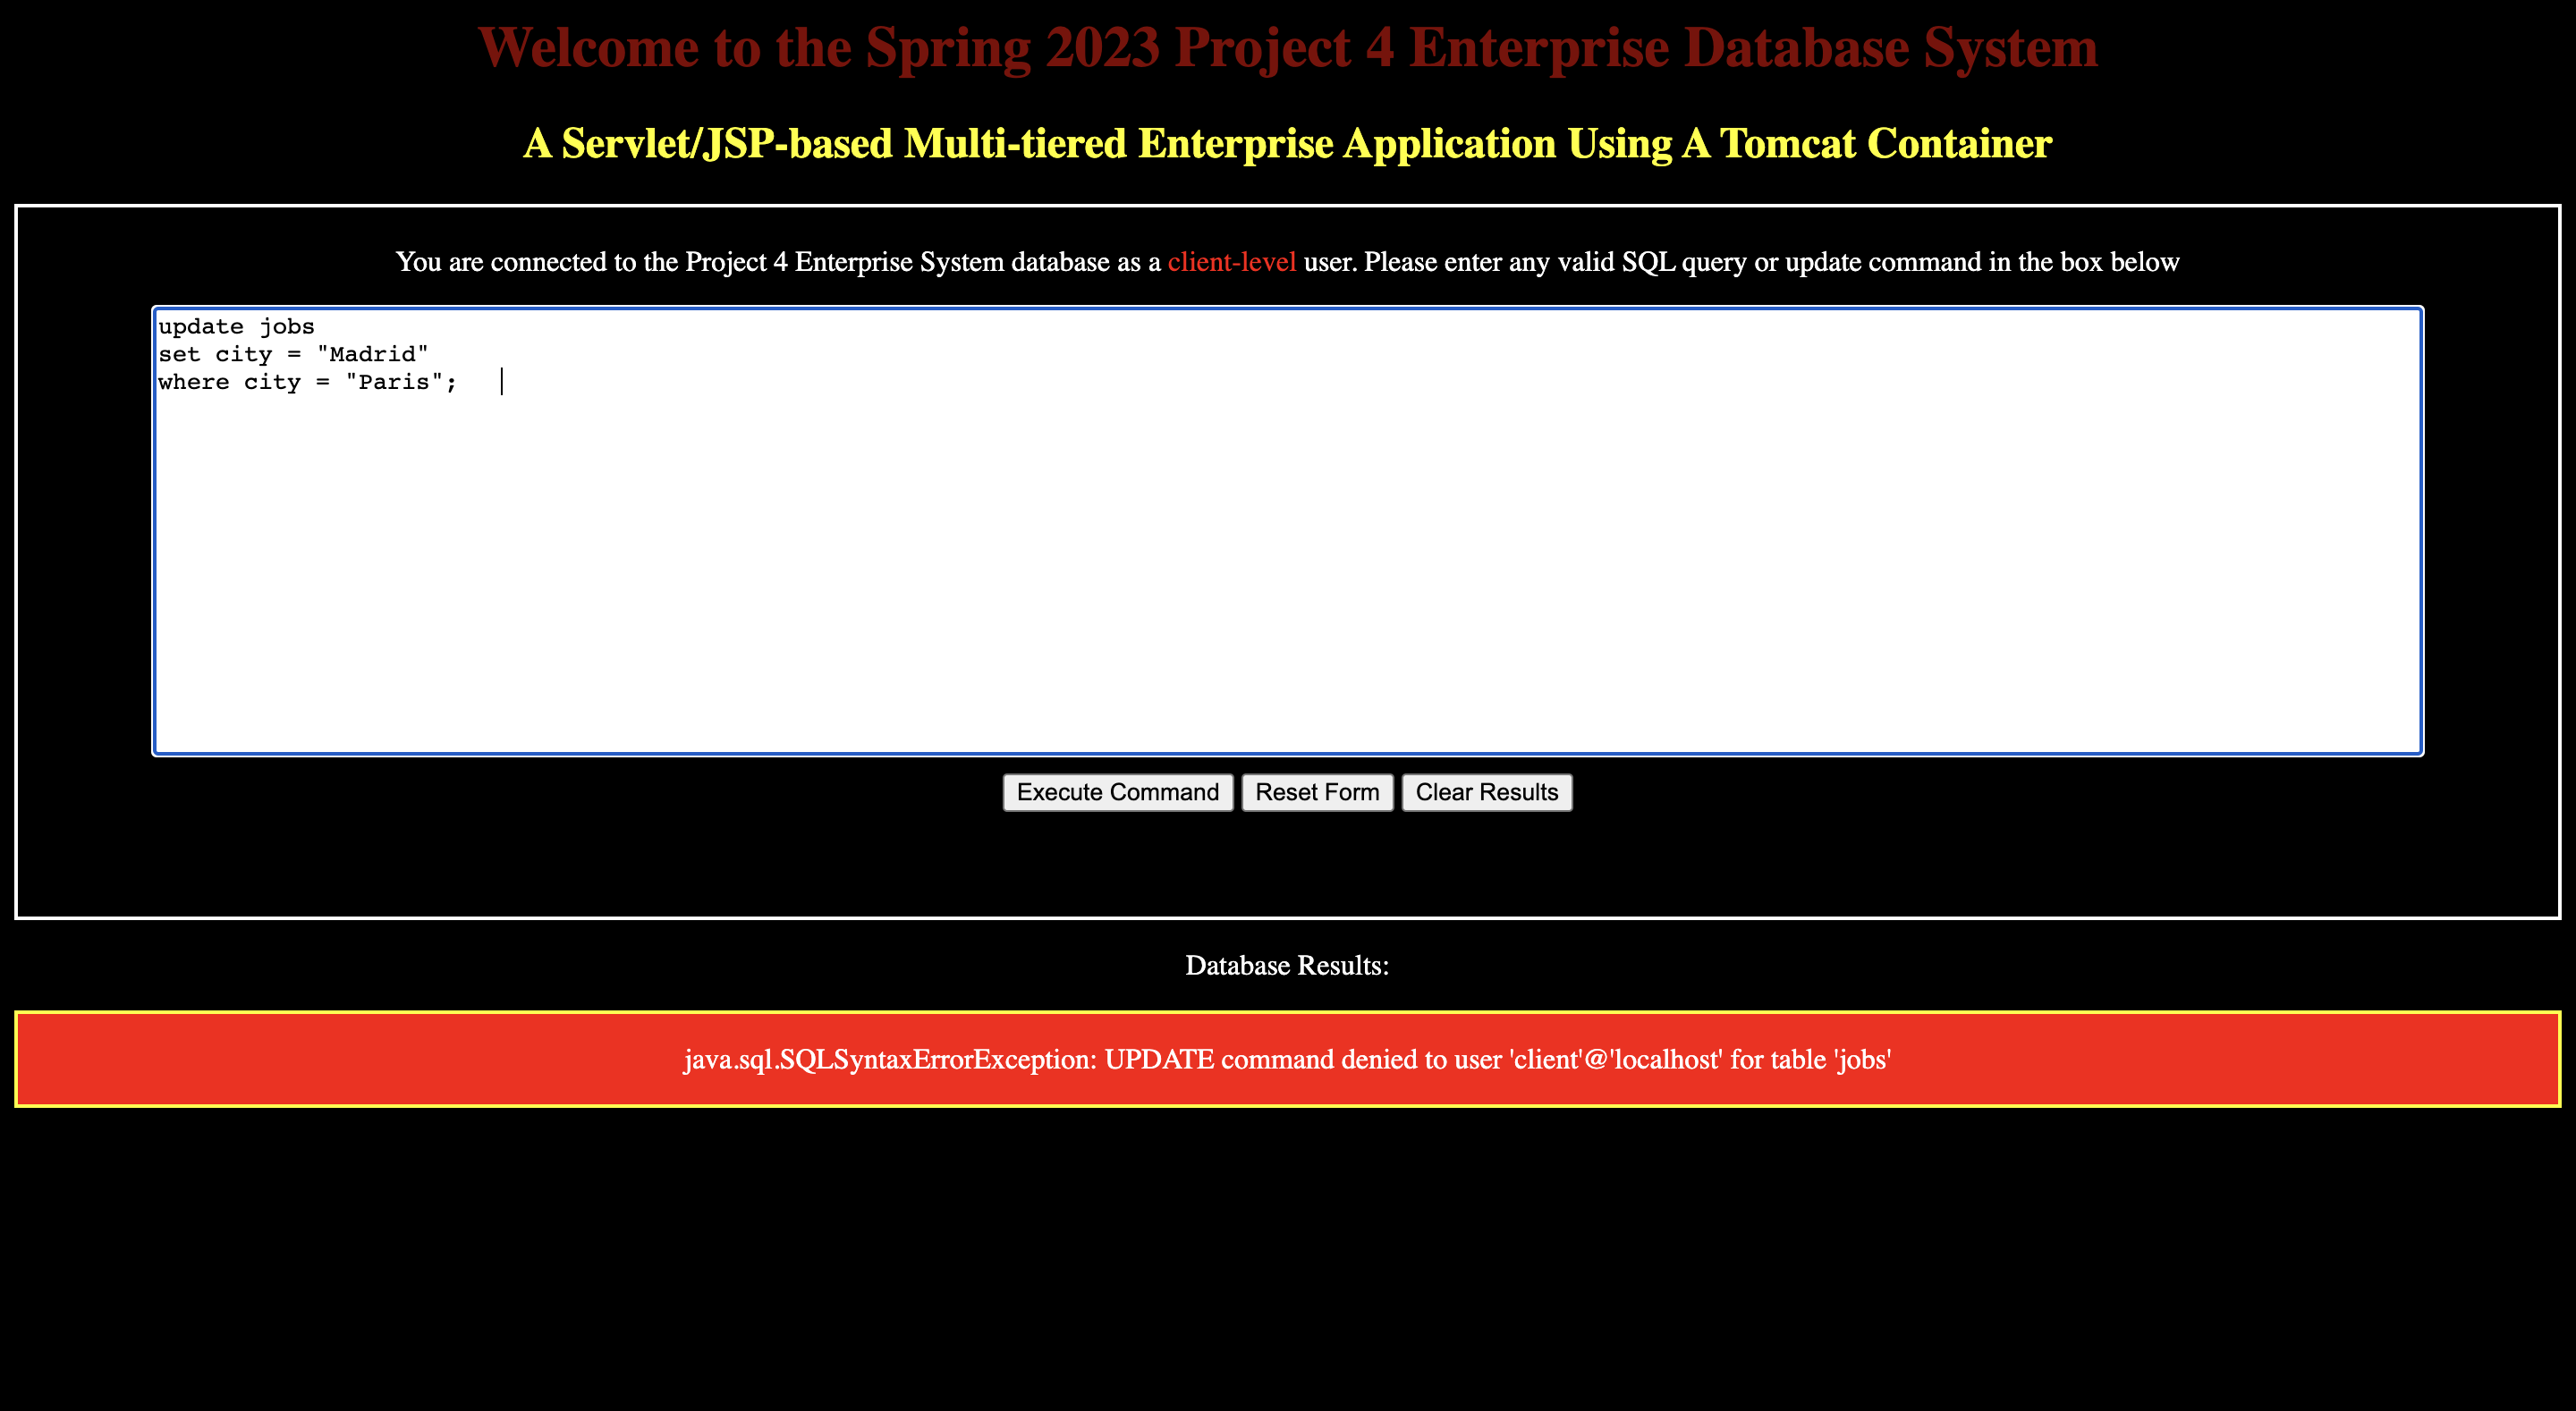 Welcome to the Spring 2023 Project 4 Enterprise Database System
A Servlet/JSP-based Multi-tiered Enterprise Application Using A Tomcat Container
You are connected to the Project 4 Enterprise System database as a client-level user. Please enter any valid SQL query or update command in the box below
update jobs
set city = "Madrid"
where city = "Paris";
Execute Command Reset Form Clear Results
Database Results:
java.sql.SQLSyntaxErrorException: UPDATE command denied to user 'client'@'localhost' for table 'jobs'